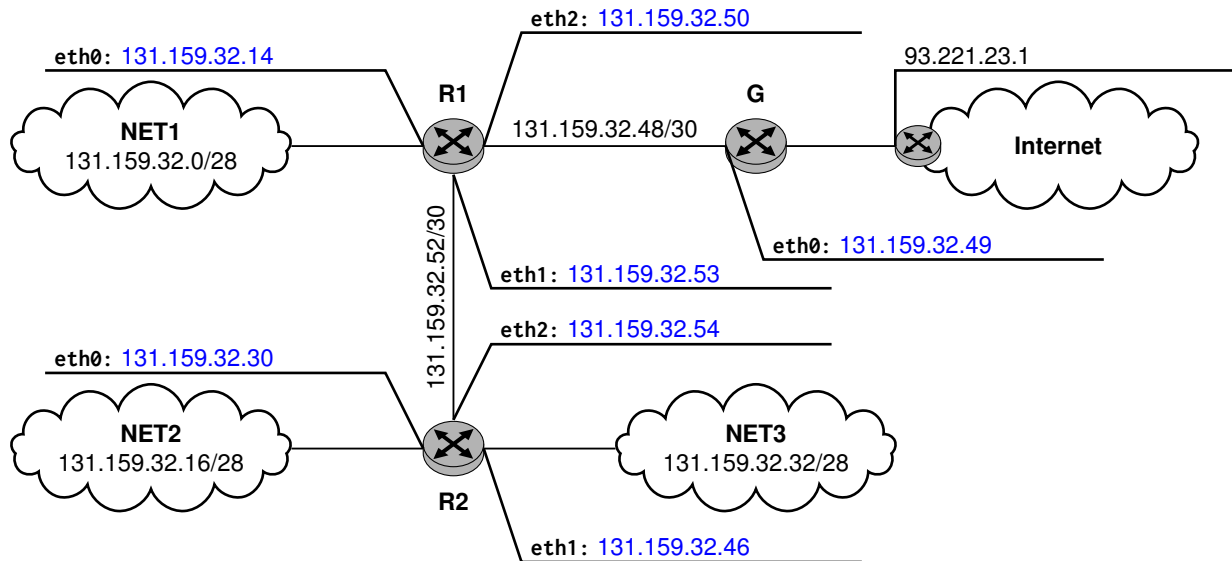 eth2: 131.159.32.50
eth0: 131.159.32.14
93.221.23.1
R1
G
NET1
131.159.32.0/28
131.159.32.48/30
Internet
131.159.32.52/30
eth0: 131.159.32.49
eth1: 131.159.32.53
eth2: 131.159.32.54
eth0: 131.159.32.30
NET2
131.159.32.16/28
NET3
131.159.32.32/28
R2
eth1: 131.159.32.46